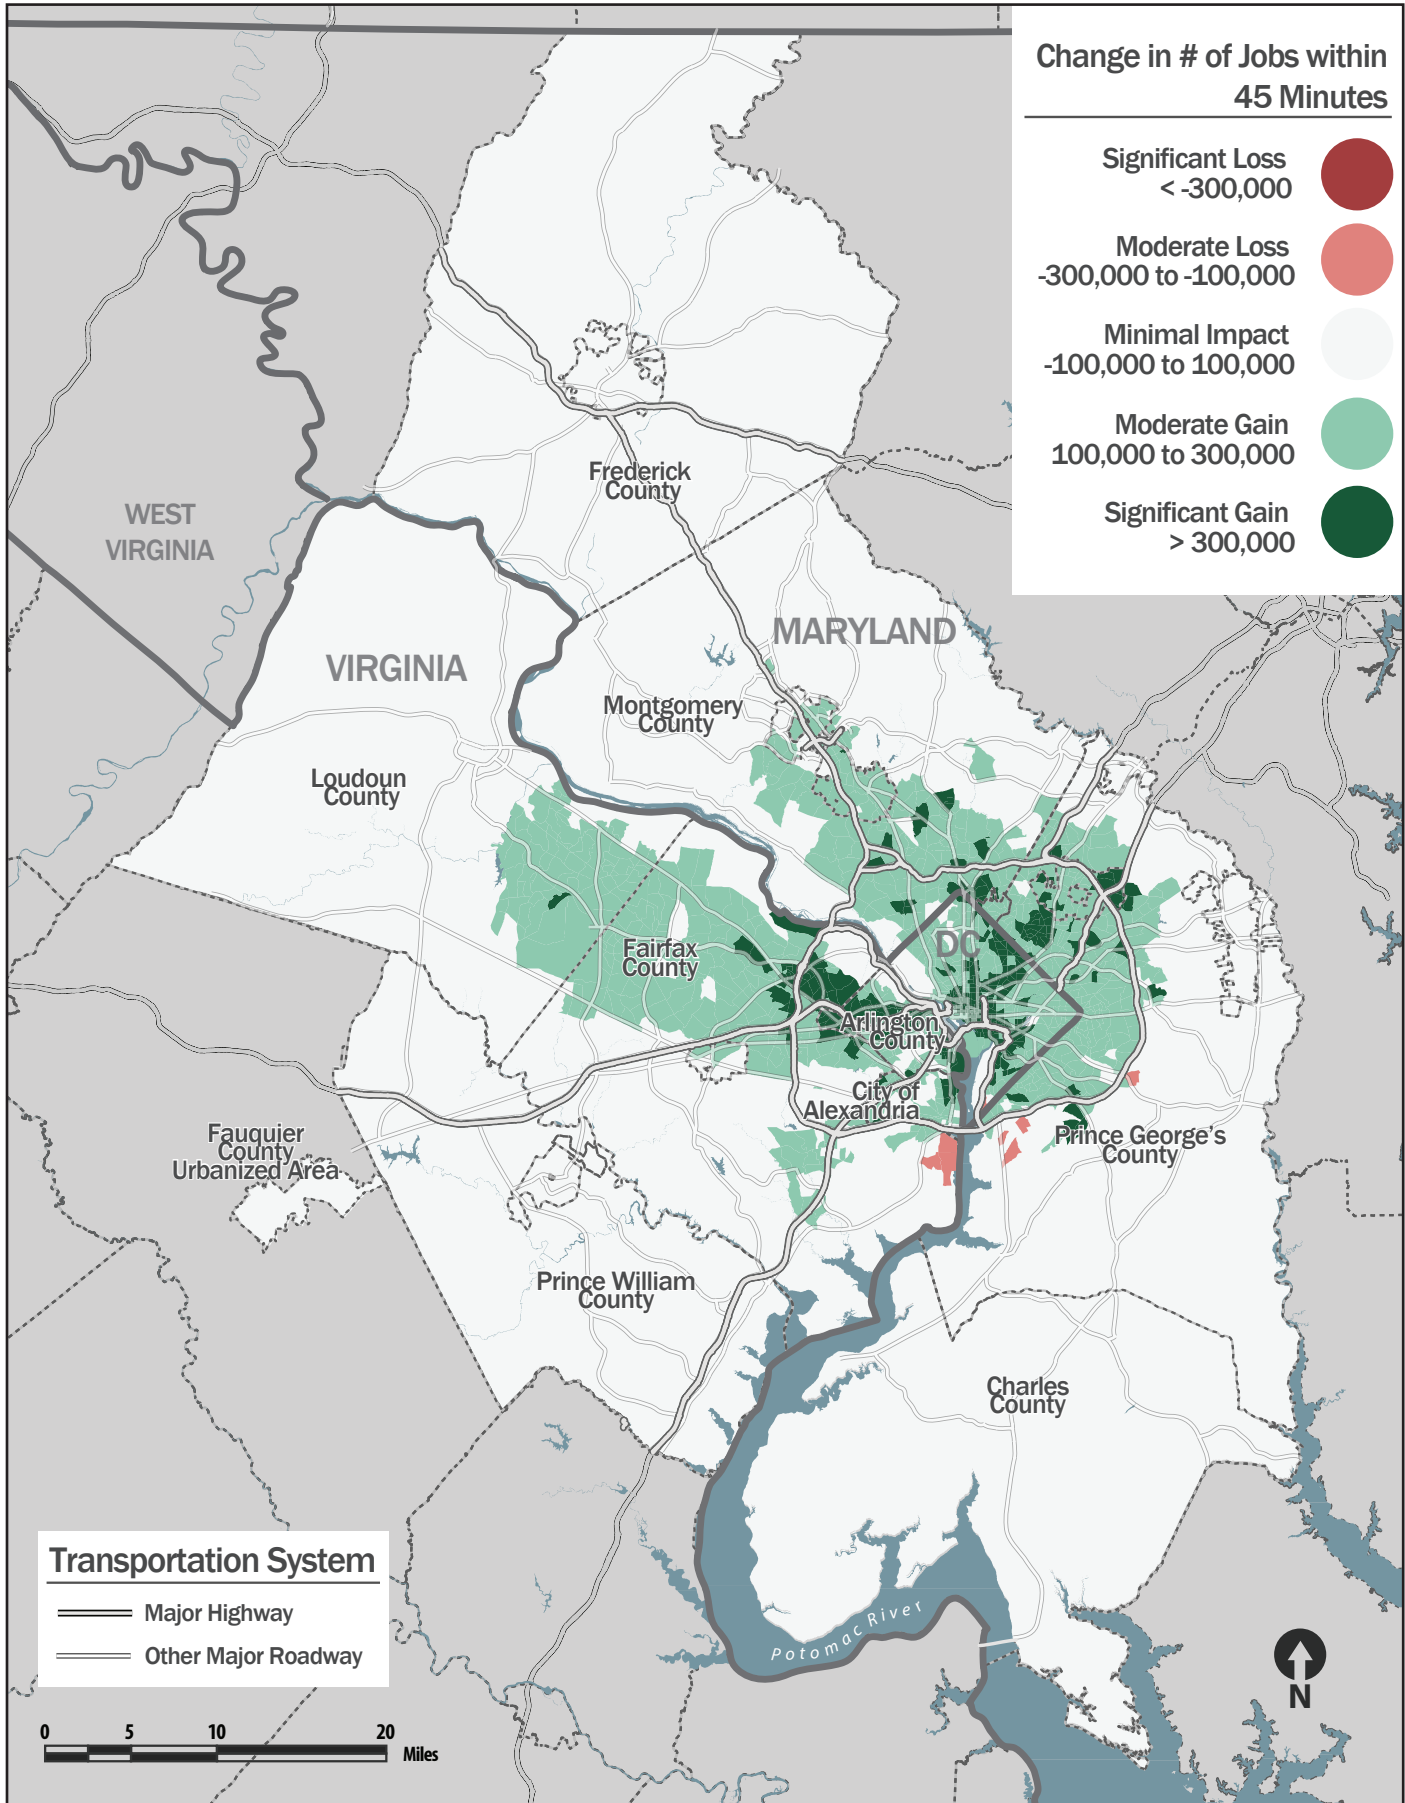 Change in # of Jobs within
45 Minutes
Significant Loss
< -300,000
Moderate Loss
-300,000 to -100,000
Minimal Impact
-100,000 to 100,000
Moderate Gain
100,000 to 300,000
Significant Gain
> 300,000
Frederick
County
WEST
VIRGINIA
MARYLAND
VIRGINIA
Montgomery
County
Loudoun
County
Fairfax
County
DC
Arlington
County
City of
Alexandria
Fauquier
County
Urbanized Area
Prince George's
County
Prince William
County
Charles
County
Potomac River
Transportation System
Major Highway
Other Major Roadway
N
0 5 10 20
Miles